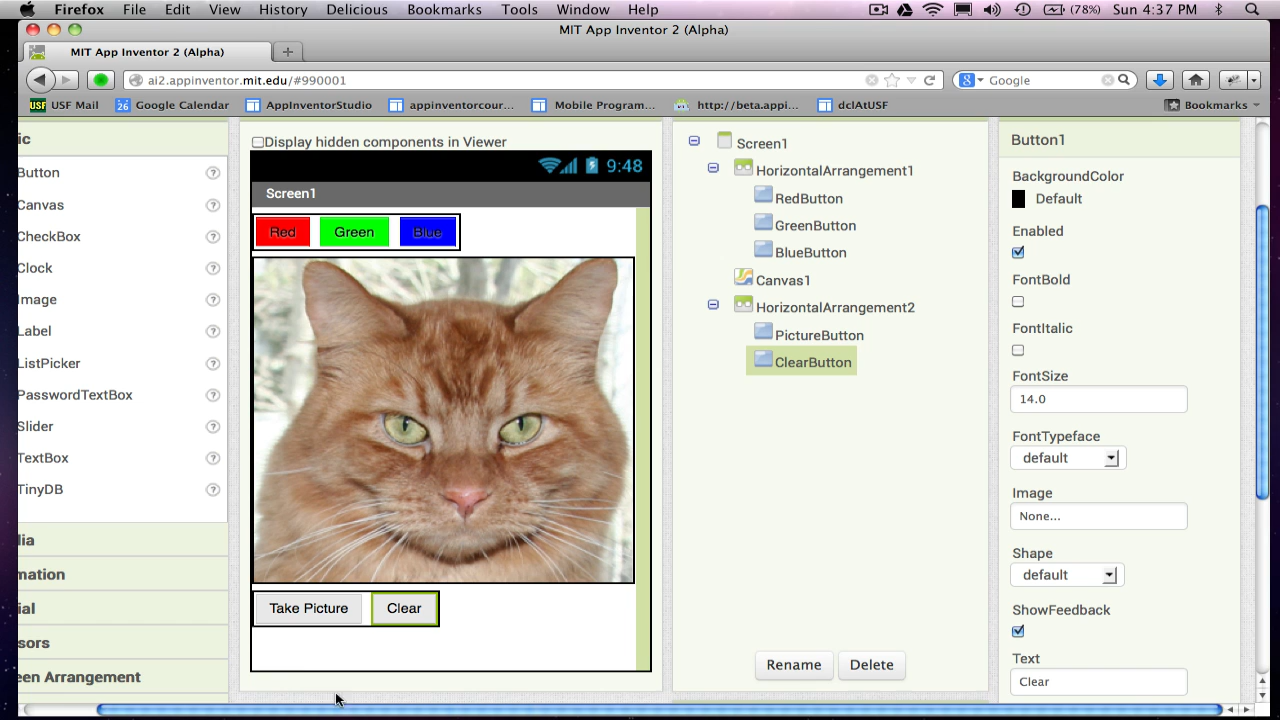 Firefox File Edit View History Delicious Bookmarks Tools Window Help (78%) Sun 4:37 PM
MIT App Inventor 2 (Alpha)
MIT App Inventor 2 (Alpha)
ai2.appinventor.mit.edu/#990001
Google
USF USF Mail 26 Google Calendar AppInventorStudio appinventorcour... Mobile Program... http://beta.appi... dclAtUSF Bookmarks
ic
Button ?
Canvas ?
CheckBox ?
Clock ?
Image ?
Label ?
ListPicker ?
PasswordTextBox ?
Slider ?
TextBox ?
TinyDB ?
dia
mation
ial
sors
een Arrangement
Display hidden components in Viewer
9:48
Screen1
Red Green Blue
Take Picture Clear
Screen1
HorizontalArrangement1
RedButton
GreenButton
BlueButton
Canvas1
HorizontalArrangement2
PictureButton
ClearButton
Rename Delete
Button1
BackgroundColor
Default
Enabled
FontBold
FontItalic
FontSize
14.0
FontTypeface
default
Image
None...
Shape
default
ShowFeedback
Text
Clear